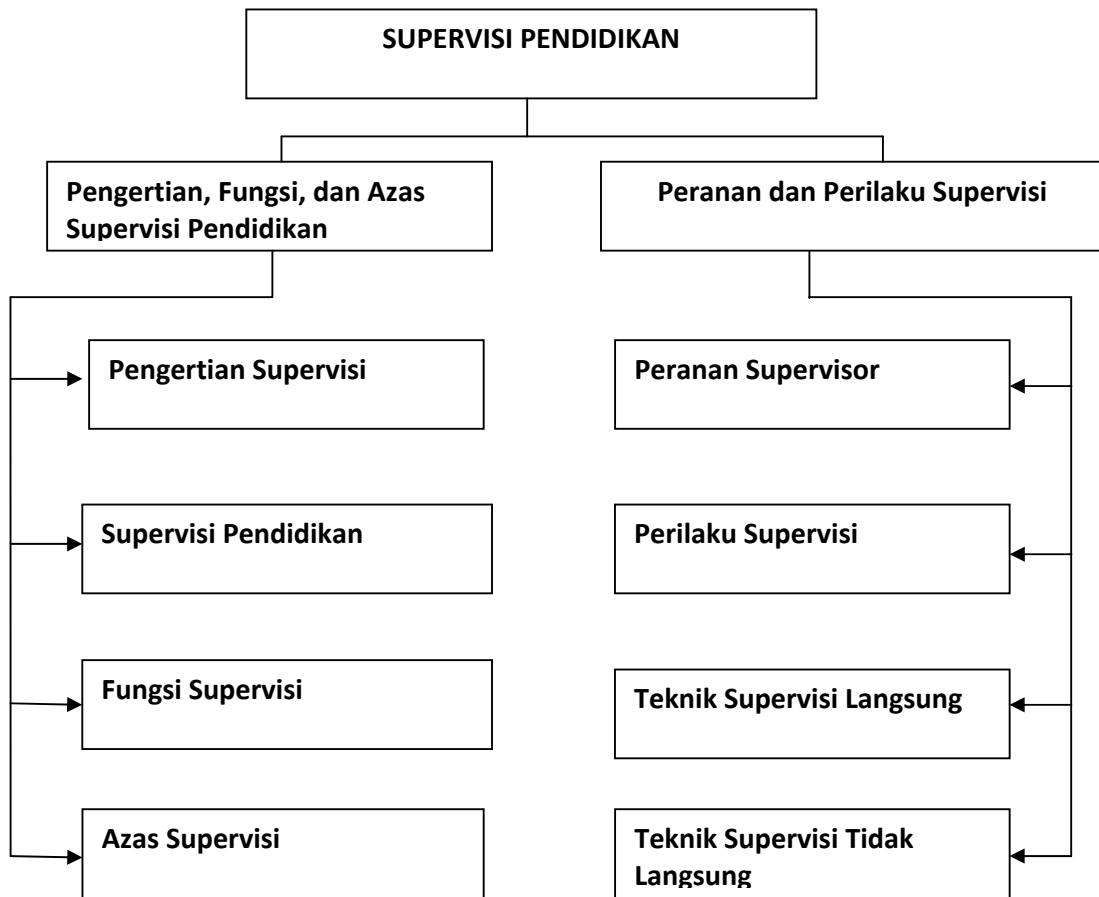 SUPERVISI PENDIDIKAN
Pengertian, Fungsi, dan Azas
Supervisi Pendidikan
Peranan dan Perilaku Supervisi
Pengertian Supervisi
Peranan Supervisor
Supervisi Pendidikan
Perilaku Supervisi
Fungsi Supervisi
Teknik Supervisi Langsung
Azas Supervisi
Teknik Supervisi Tidak
Langsung